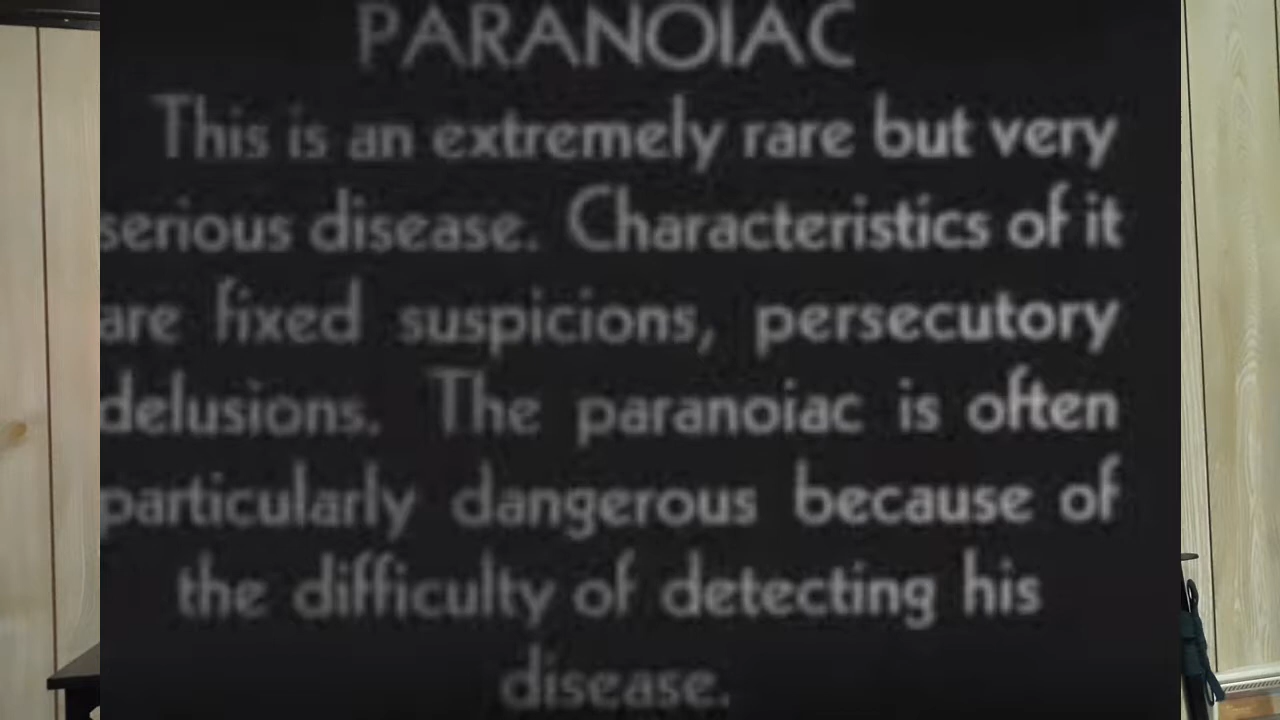 PARANOIAC
This is an extremely rare but very
serious disease. Characteristics of it
are fixed suspicions, persecutory
delusions. The paranoiac is often
particularly dangerous because of
the difficulty of detecting his
disease.